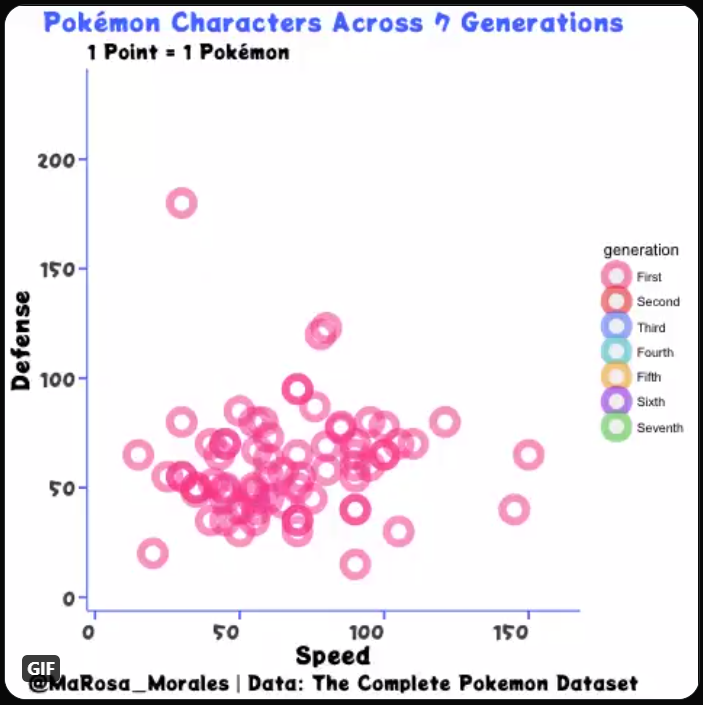 Pokémon Characters Across 7 Generations
1 Point = 1 Pokémon
200
150
100
50
0
Defense
0 50 100 150
Speed
generation
First
Second
Third
Fourth
Fifth
Sixth
Seventh
GIF
@MaRosa_Morales | Data: The Complete Pokemon Dataset